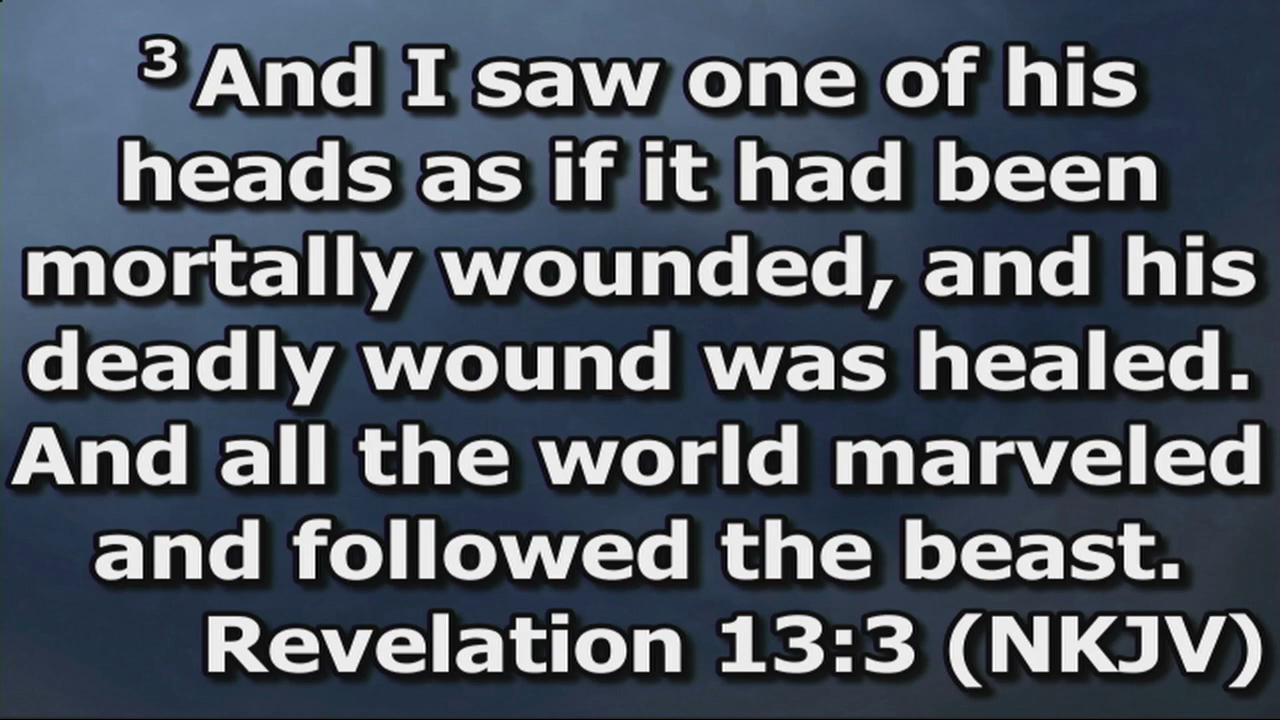 ³ And I saw one of his
heads as if it had been
mortally wounded, and his
deadly wound was healed.
And all the world marveled
and followed the beast.
Revelation 13:3 (NKJV)